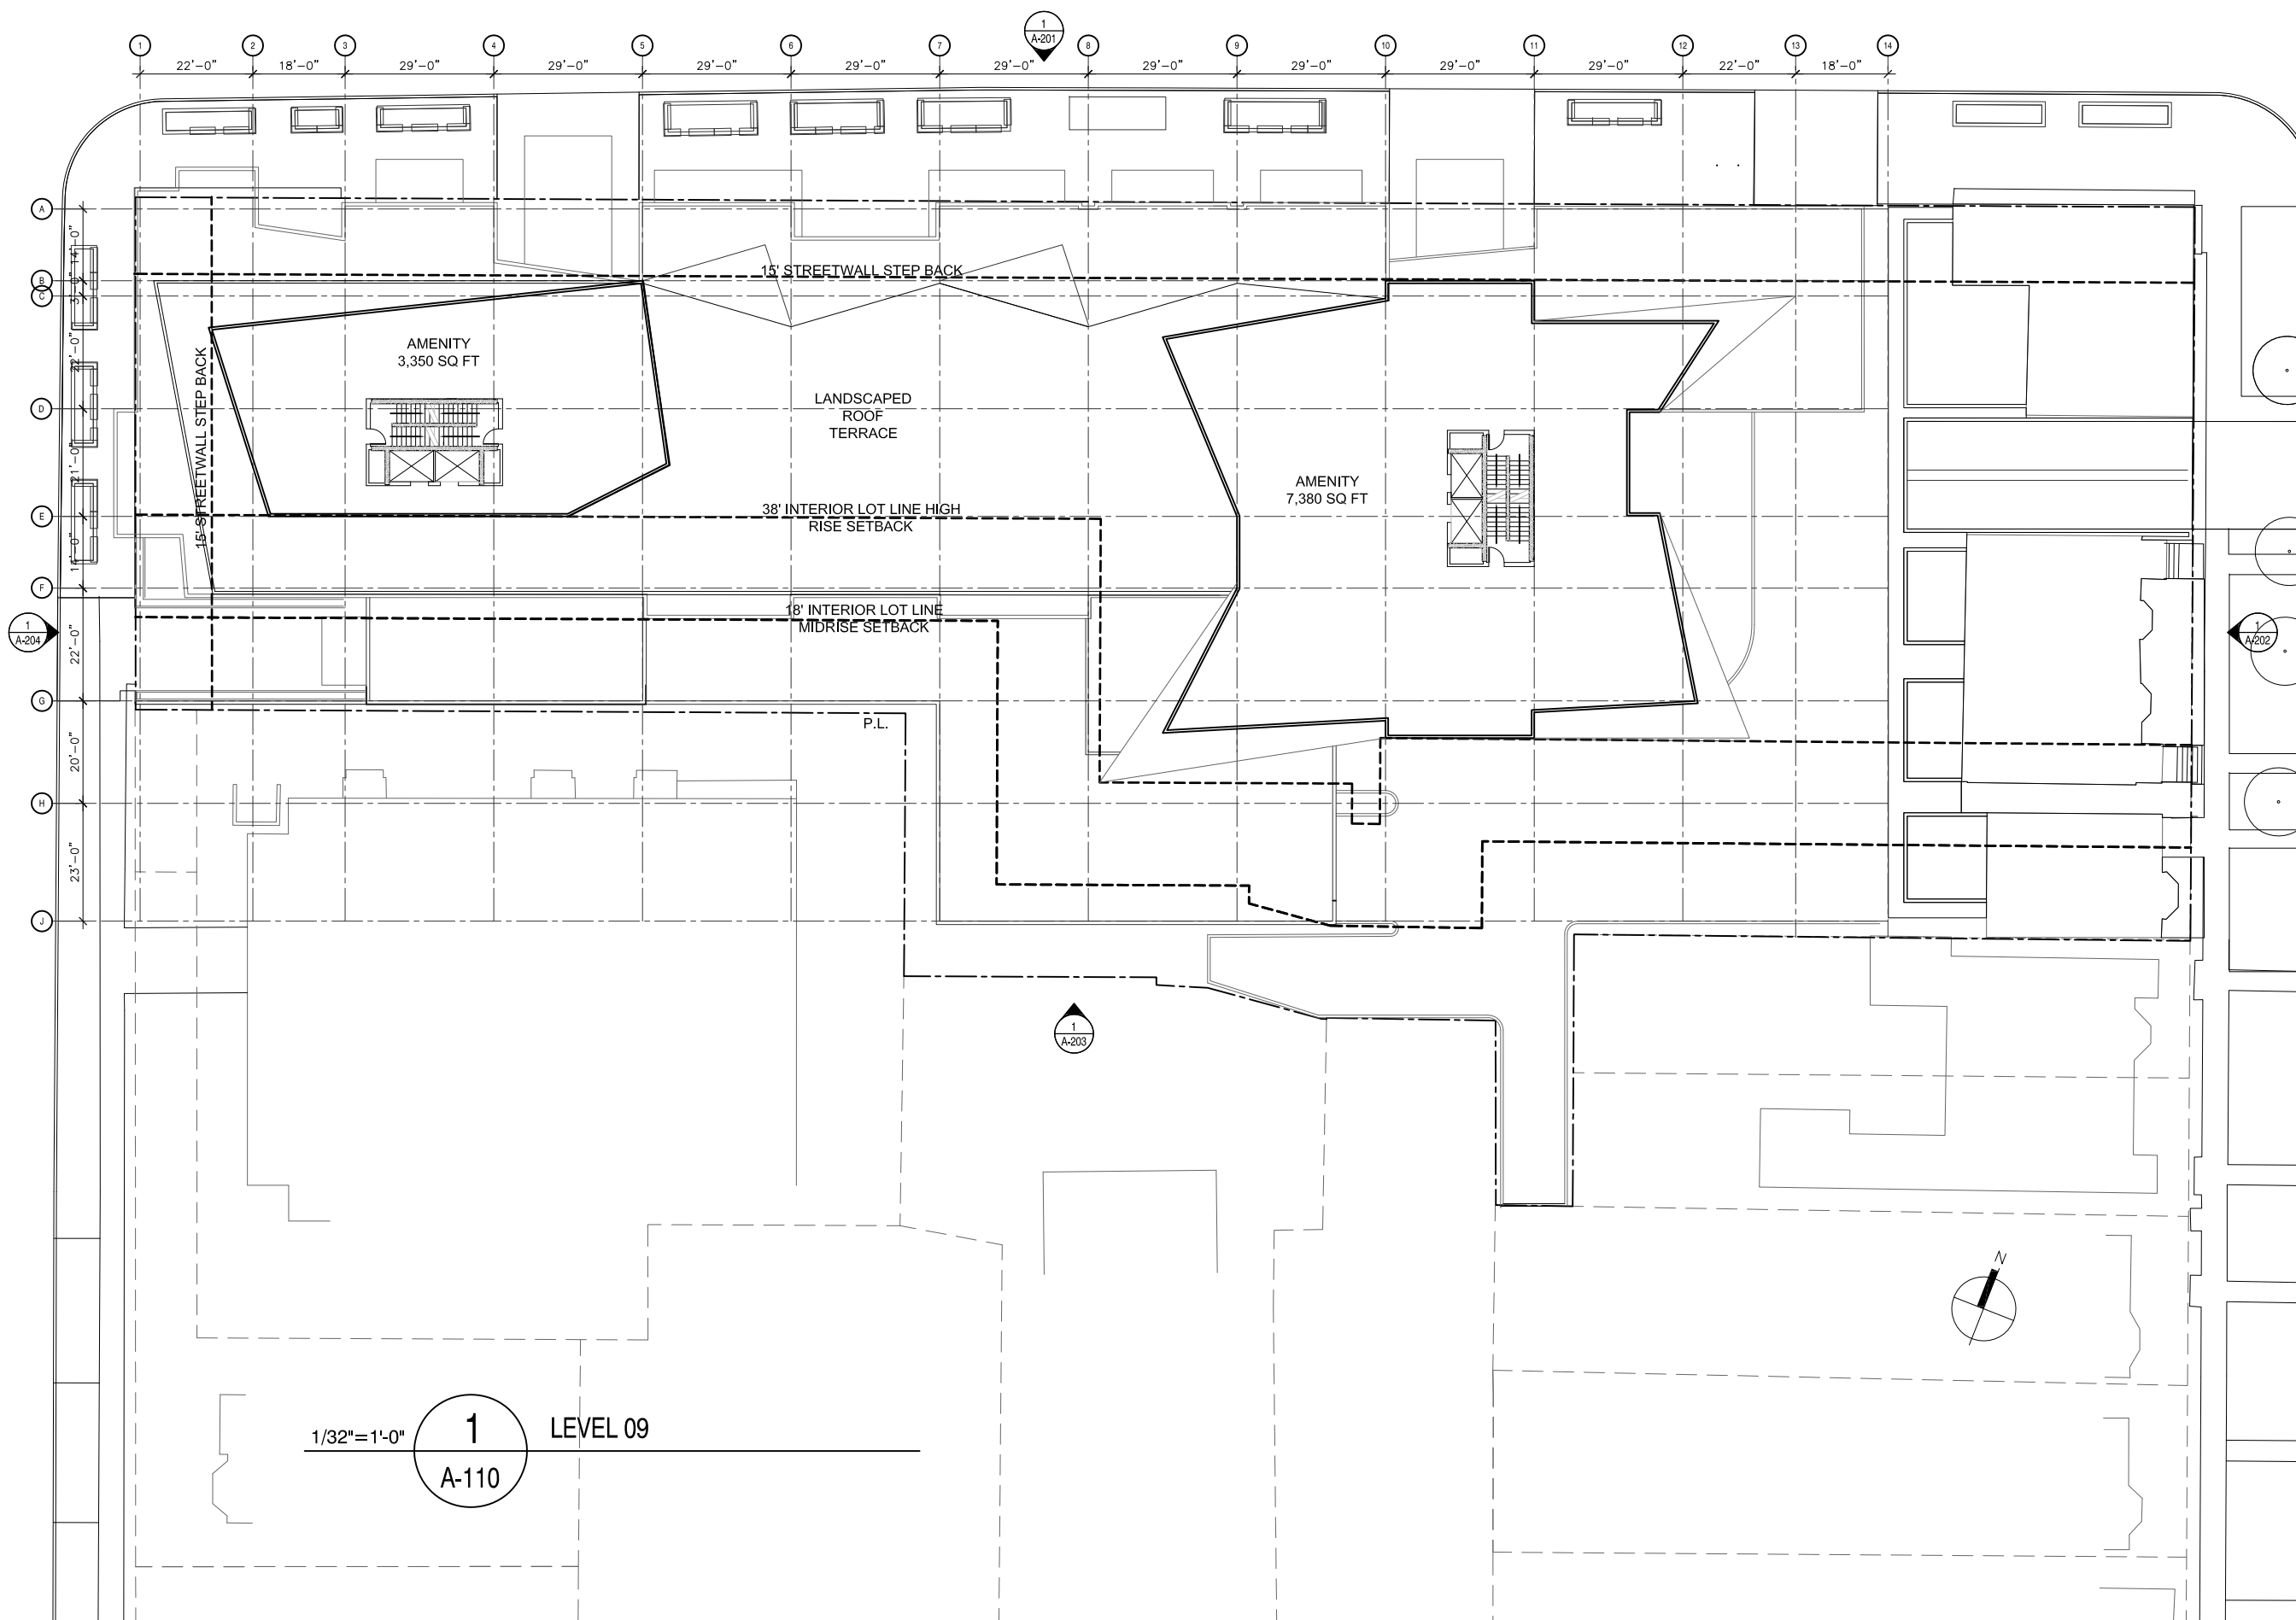 1
A-201
1 2 3 4 5 6 7 8 9 10 11 12 13 14
22'-0" 18'-0" 29'-0" 29'-0" 29'-0" 29'-0" 29'-0" 29'-0" 29'-0" 29'-0" 29'-0" 22'-0" 18'-0"
A
14'-0"
B
3'-0"
C
22'-0"
D
21'-0"
E
14'-0"
F
22'-0"
G
20'-0"
H
23'-0"
J
15' STREETWALL STEP BACK
15' STREETWALL STEP BACK
AMENITY
3,350 SQ FT
LANDSCAPED
ROOF
TERRACE
AMENITY
7,380 SQ FT
38' INTERIOR LOT LINE HIGH
RISE SETBACK
18' INTERIOR LOT LINE
MIDRISE SETBACK
1
A-204
1
A-202
P.L.
1
A-203
N
1/32"=1'-0"
1
A-110
LEVEL 09